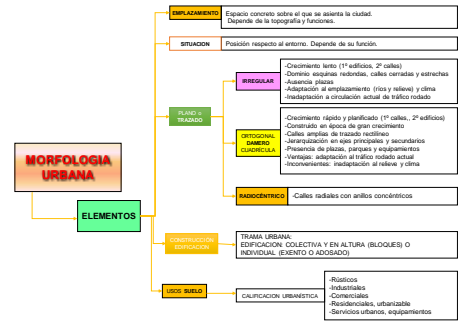 EMPLAZAMIENTO
Espacio concreto sobre el que se asienta la ciudad.
Depende de la topografía y funciones.
SITUACION
Posición respecto al entorno. Depende de su función.
PLANO o
TRAZADO
IRREGULAR
-Crecimiento lento (1º edificios, 2º calles)
-Dominio esquinas redondas, calles cerradas y estrechas
-Ausencia plazas
-Adaptación al emplazamiento (ríos y relieve) y clima
-Inadaptación a circulación actual de tráfico rodado
ORTOGONAL
DAMERO
CUADRÍCULA
-Crecimiento rápido y planificado (1º calles,, 2º edificios)
-Construido en época de gran crecimiento
-Calles amplias de trazado rectilíneo
-Jerarquización en ejes principales y secundarios
-Presencia de plazas, parques y equipamientos
-Ventajas: adaptación al tráfico rodado actual
-Inconvenientes: inadaptación al relieve y clima
MORFOLOGIA
URBANA
ELEMENTOS
RADIOCÉNTRICO
-Calles radiales con anillos concéntricos
CONSTRUCCIÓN
EDIFICACIÓN
TRAMA URBANA:
EDIFICACION: COLECTIVA Y EN ALTURA (BLOQUES) O
INDIVIDUAL (EXENTO O ADOSADO)
USOS SUELO
CALIFICACION URBANÍSTICA
-Rústicos
-Industriales
-Comerciales
-Residenciales, urbanizable
-Servicios urbanos, equipamientos